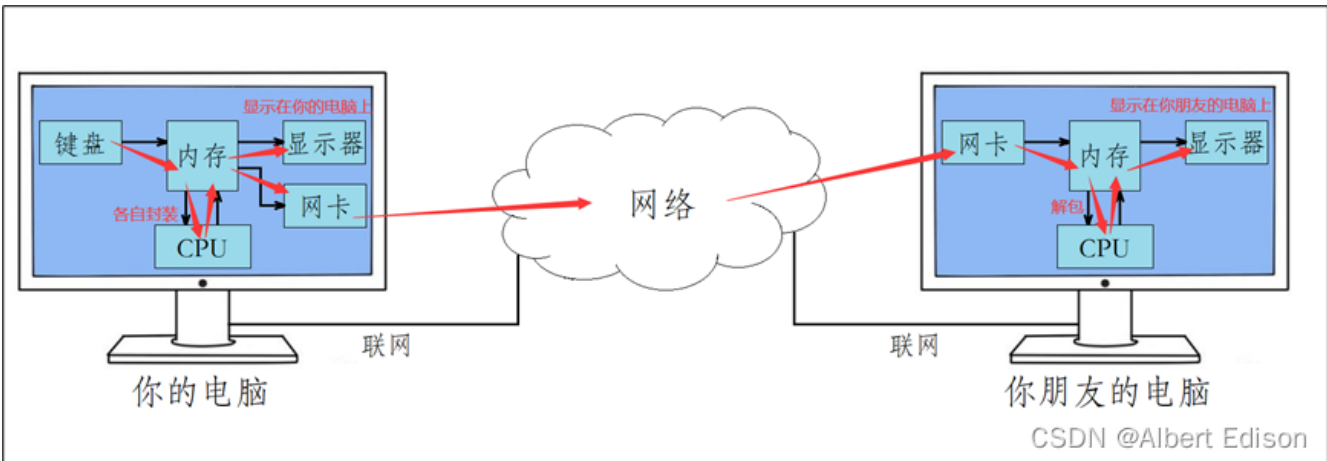 显示在你的电脑上
键盘
内存
显示器
网卡
各自封装
CPU
联网
你的电脑
网络
显示在你朋友的电脑上
网卡
内存
显示器
解包
CPU
联网
你朋友的电脑
CSDN @Albert Edison